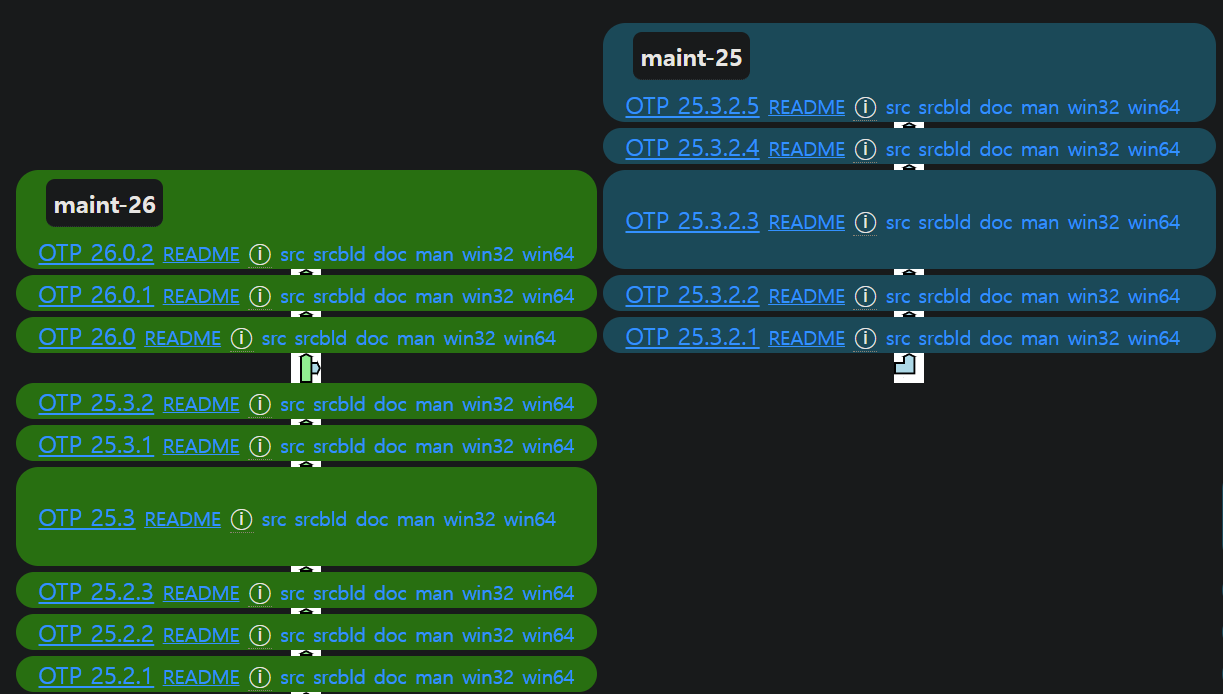 maint-25
OTP 25.3.2.5 README ⓘ src srcbld doc man win32 win64
OTP 25.3.2.4 README ⓘ src srcbld doc man win32 win64
OTP 25.3.2.3 README ⓘ src srcbld doc man win32 win64
OTP 25.3.2.2 README ⓘ src srcbld doc man win32 win64
OTP 25.3.2.1 README ⓘ src srcbld doc man win32 win64
maint-26
OTP 26.0.2 README ⓘ src srcbld doc man win32 win64
OTP 26.0.1 README ⓘ src srcbld doc man win32 win64
OTP 26.0 README ⓘ src srcbld doc man win32 win64
OTP 25.3.2 README ⓘ src srcbld doc man win32 win64
OTP 25.3.1 README ⓘ src srcbld doc man win32 win64
OTP 25.3 README ⓘ src srcbld doc man win32 win64
OTP 25.2.3 README ⓘ src srcbld doc man win32 win64
OTP 25.2.2 README ⓘ src srcbld doc man win32 win64
OTP 25.2.1 README ⓘ src srcbld doc man win32 win64